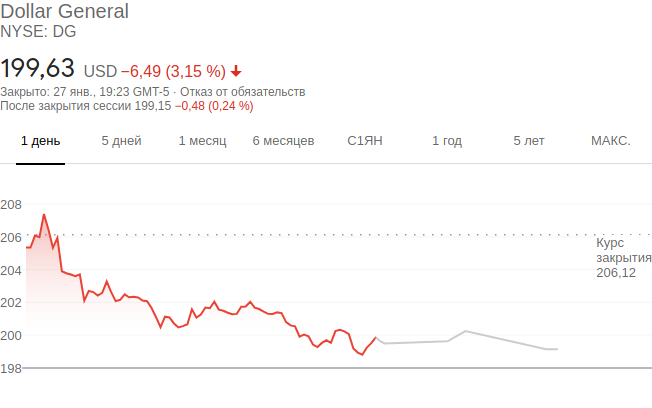 Dollar General
NYSE: DG
199,63 USD −6,49 (3,15 %)
Закрыто: 27 янв., 19:23 GMT-5 · Отказ от обязательств
После закрытия сессии 199,15 −0,48 (0,24 %)
1 день 5 дней 1 месяц 6 месяцев С1ЯН 1 год 5 лет МАКС.
208
206
Курс
закрытия
206,12
204
202
200
198